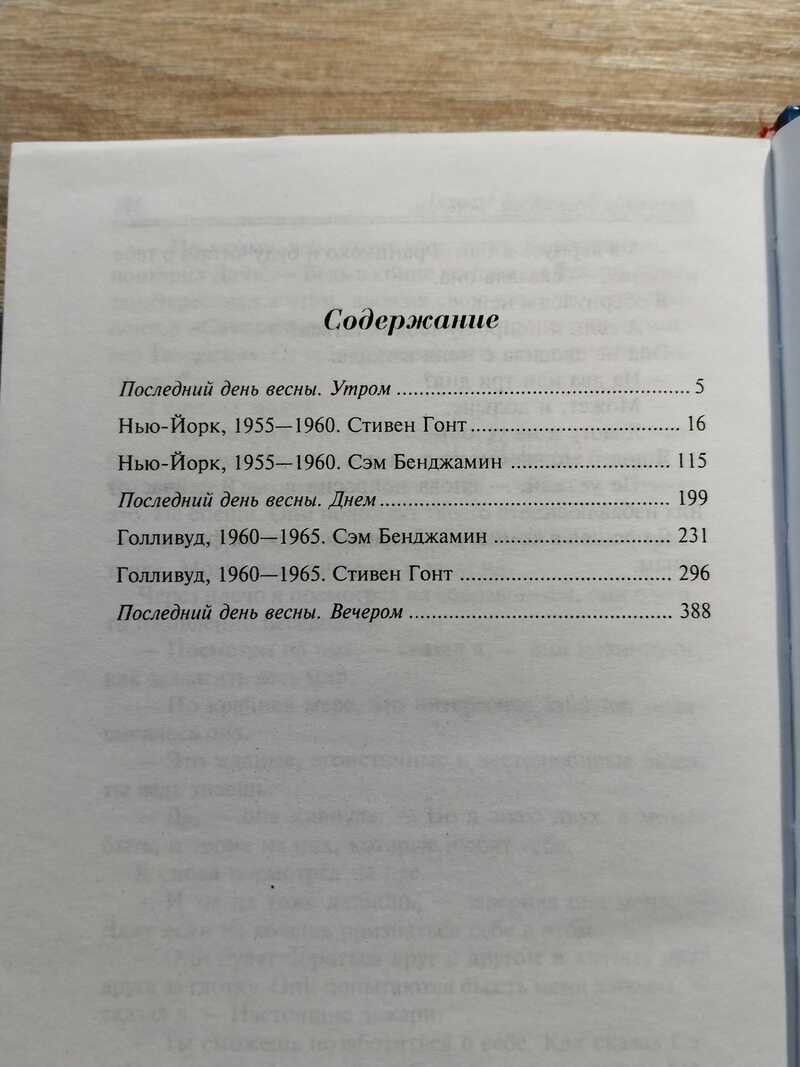 Содержание
Последний день весны. Утром ........ 5
Нью-Йорк, 1955—1960. Стивен Гонт ........ 16
Нью-Йорк, 1955—1960. Сэм Бенджамин ........ 115
Последний день весны. Днем ........ 199
Голливуд, 1960—1965. Сэм Бенджамин ........ 231
Голливуд, 1960—1965. Стивен Гонт ........ 296
Последний день весны. Вечером ........ 388